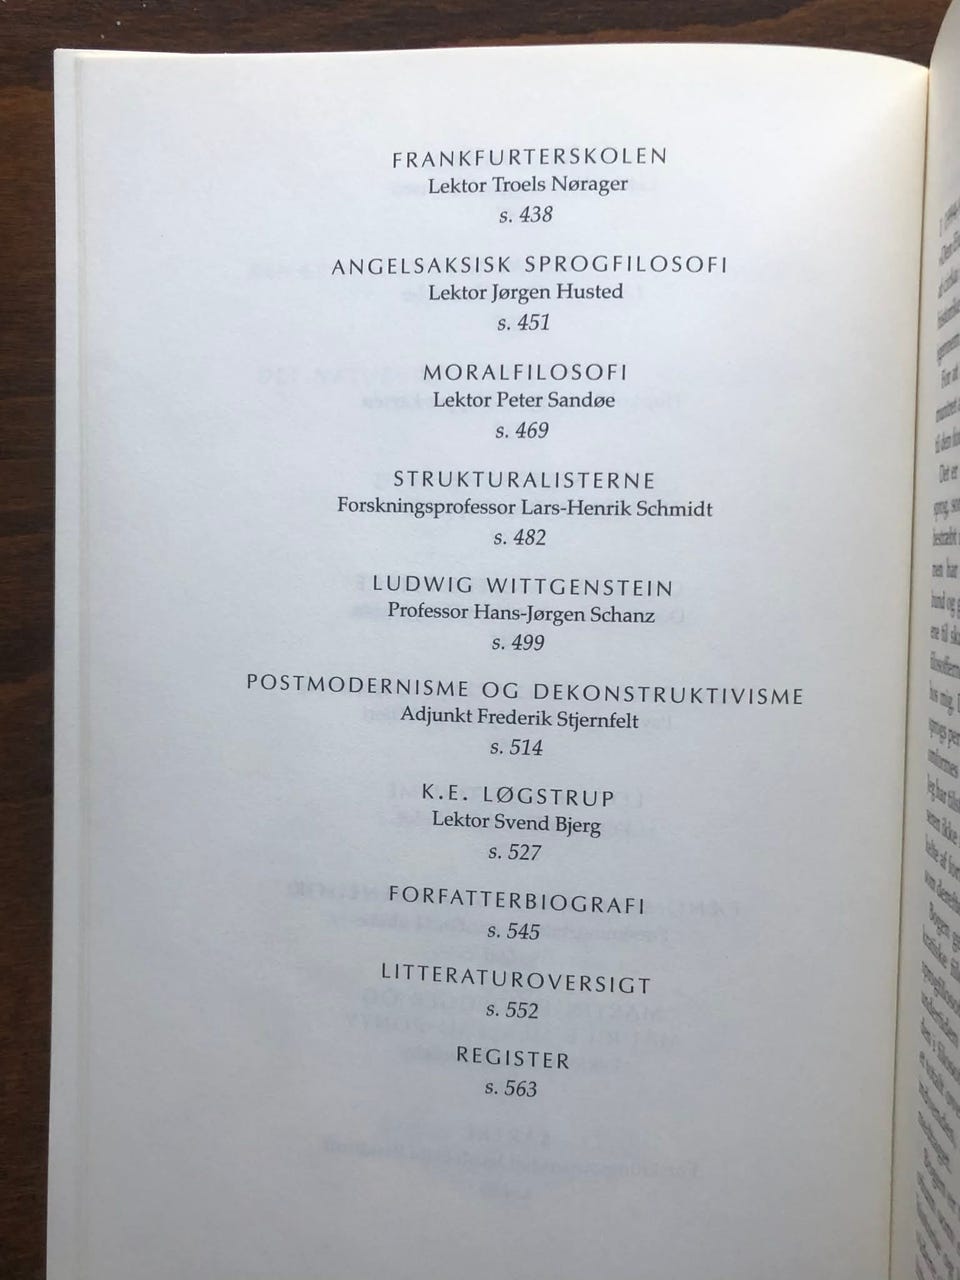 FRANKFURTERSKOLEN
Lektor Troels Nørager
s. 438
ANGELSAKSISK SPROGFILOSOFI
Lektor Jørgen Husted
s. 451
MORALFILOSOFI
Lektor Peter Sandøe
s. 469
STRUKTURALISTERNE
Forskningsprofessor Lars-Henrik Schmidt
s. 482
LUDWIG WITTGENSTEIN
Professor Hans-Jørgen Schanz
s. 499
POSTMODERNISME OG DEKONSTRUKTIVISME
Adjunkt Frederik Stjernfelt
s. 514
K.E. LØGSTRUP
Lektor Svend Bjerg
s. 527
FORFATTERBIOGRAFI
s. 545
LITTERATUROVERSIGT
s. 552
REGISTER
s. 563